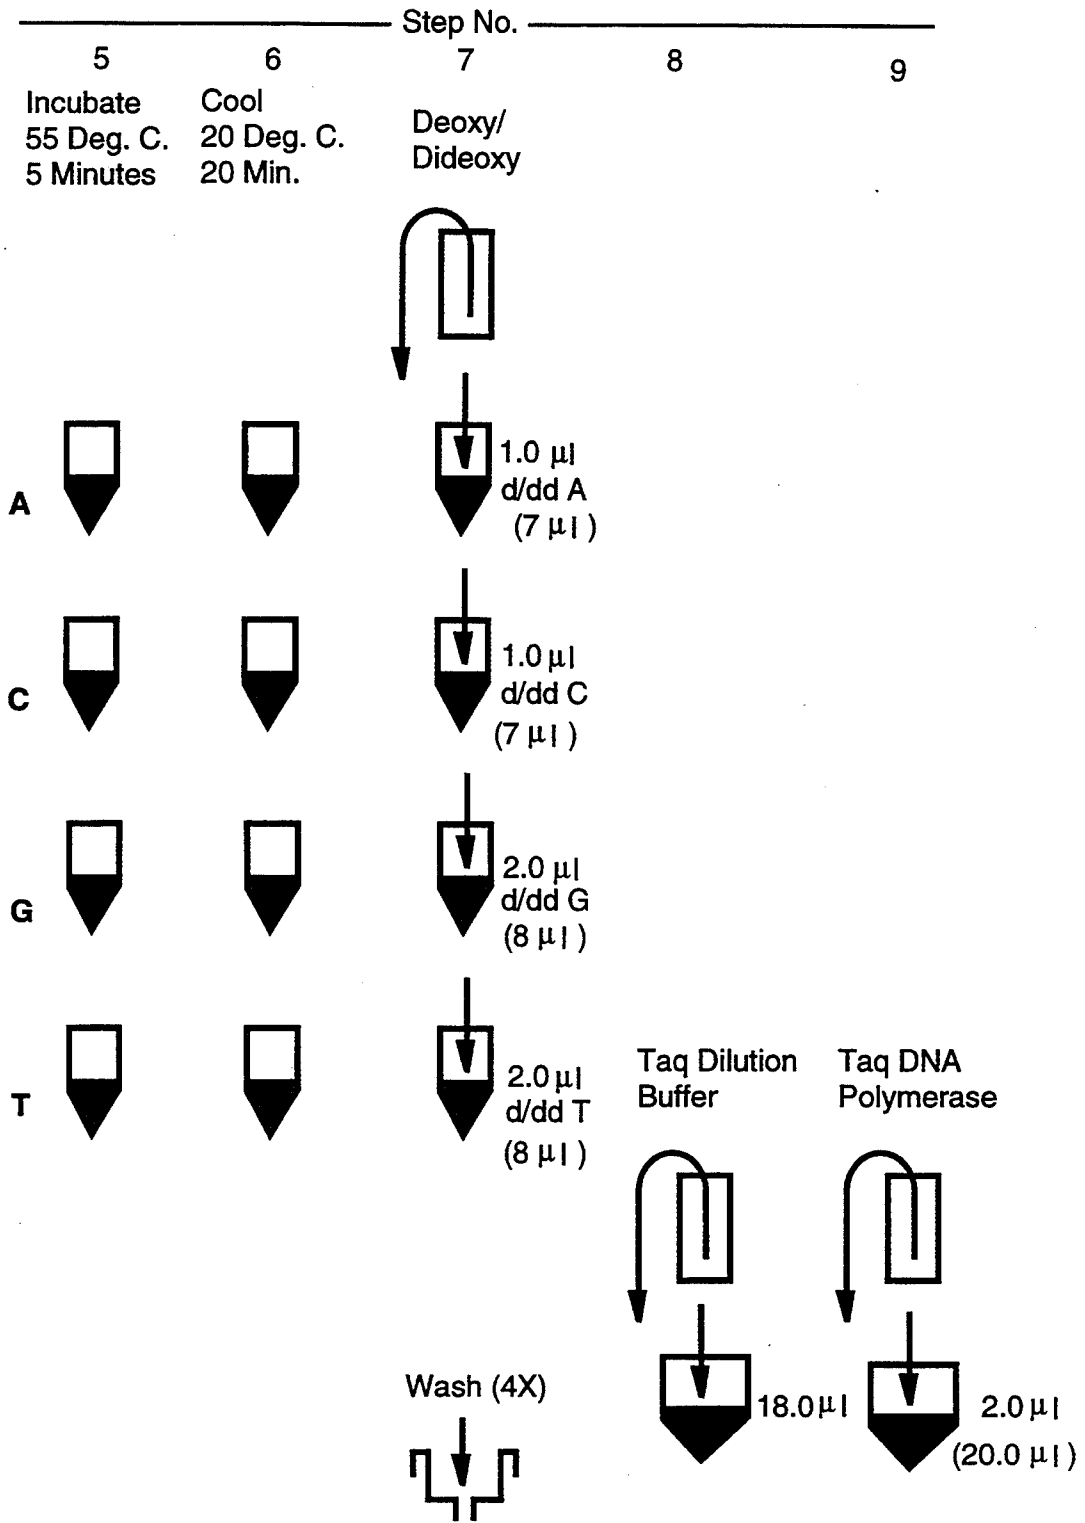 Step No.
5 6 7 8 9
Incubate
55 Deg. C.
5 Minutes
Cool
20 Deg. C.
20 Min.
Deoxy/
Dideoxy
A
1.0 µl
d/dd A
(7 µl)
C
1.0 µl
d/dd C
(7 µl)
G
2.0 µl
d/dd G
(8 µl)
T
2.0 µl
d/dd T
(8 µl)
Taq Dilution
Buffer
Taq DNA
Polymerase
Wash (4X)
18.0 µl
2.0 µl
(20.0 µl)